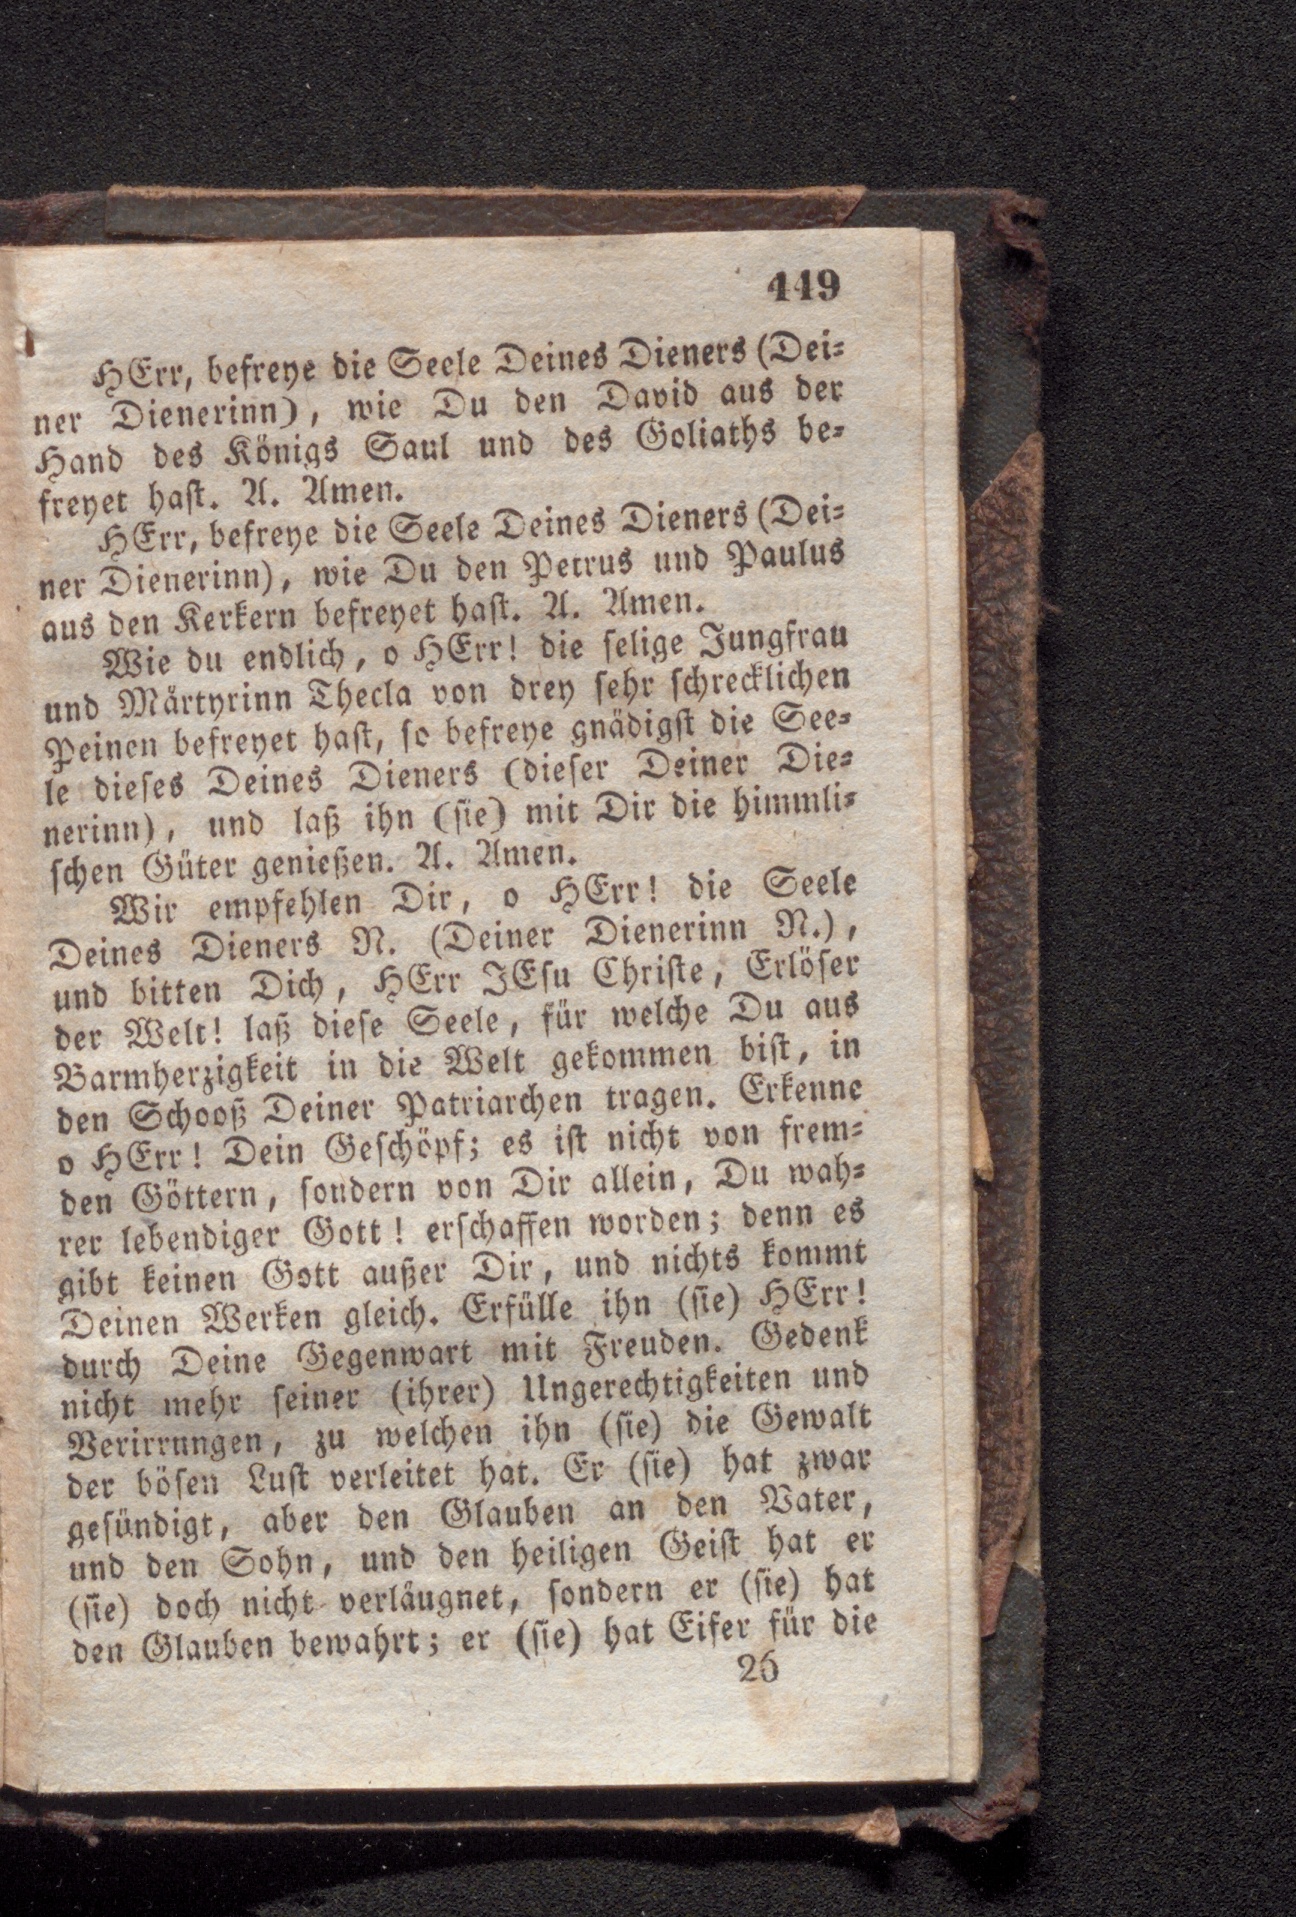 449
HErr, befreye die Seele Deines Dieners (Dei-
ner Dienerinn), wie Du den David aus der
Hand des Königs Saul und des Goliaths be-
freyet hast. A. Amen.
HErr, befreye die Seele Deines Dieners (Dei-
ner Dienerinn), wie Du den Petrus und Paulus
aus den Kerkern befreyet hast. A. Amen.
Wie du endlich, o HErr! die selige Jungfrau
und Märtyrinn Thecla von drey sehr schrecklichen
Peinen befreyet hast, so befreye gnädigst die See-
le dieses Deines Dieners (dieser Deiner Die-
nerinn), und laß ihn (sie) mit Dir die himmli-
schen Güter genießen. A. Amen.
Wir empfehlen Dir, o HErr! die Seele
Deines Dieners N. (Deiner Dienerinn N.),
und bitten Dich, HErr JEsu Christe, Erlöser
der Welt! laß diese Seele, für welche Du aus
Barmherzigkeit in die Welt gekommen bist, in
den Schooß Deiner Patriarchen tragen. Erkenne
o HErr! Dein Geschöpf; es ist nicht von frem-
den Göttern, sondern von Dir allein, Du wah-
rer lebendiger Gott! erschaffen worden; denn es
gibt keinen Gott außer Dir, und nichts kommt
Deinen Werken gleich. Erfülle ihn (sie) HErr!
durch Deine Gegenwart mit Freuden. Gedenk
nicht mehr seiner (ihrer) Ungerechtigkeiten und
Verirrungen, zu welchen ihn (sie) die Gewalt
der bösen Lust verleitet hat. Er (sie) hat zwar
gesündigt, aber den Glauben an den Vater,
und den Sohn, und den heiligen Geist hat er
(sie) doch nicht verläugnet, sondern er (sie) hat
den Glauben bewahrt; er (sie) hat Eifer für die
26